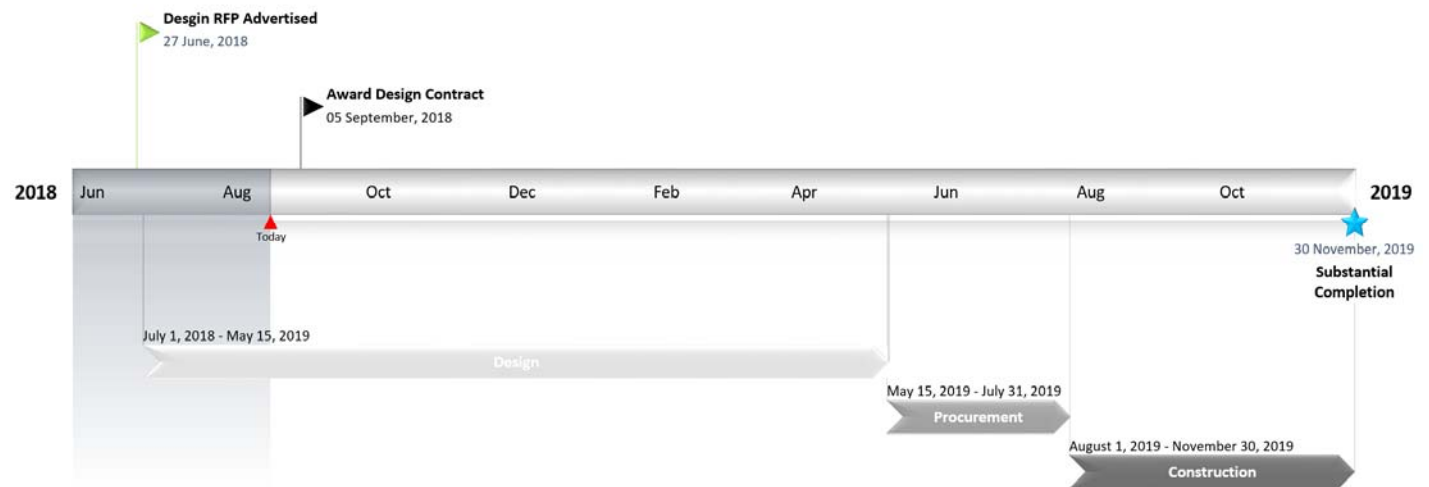 Desgin RFP Advertised
27 June, 2018
Award Design Contract
05 September, 2018
2018 Jun Aug Oct Dec Feb Apr Jun Aug Oct 2019
Today
30 November, 2019
Substantial
Completion
July 1, 2018 - May 15, 2019
Design
May 15, 2019 - July 31, 2019
Procurement
August 1, 2019 - November 30, 2019
Construction